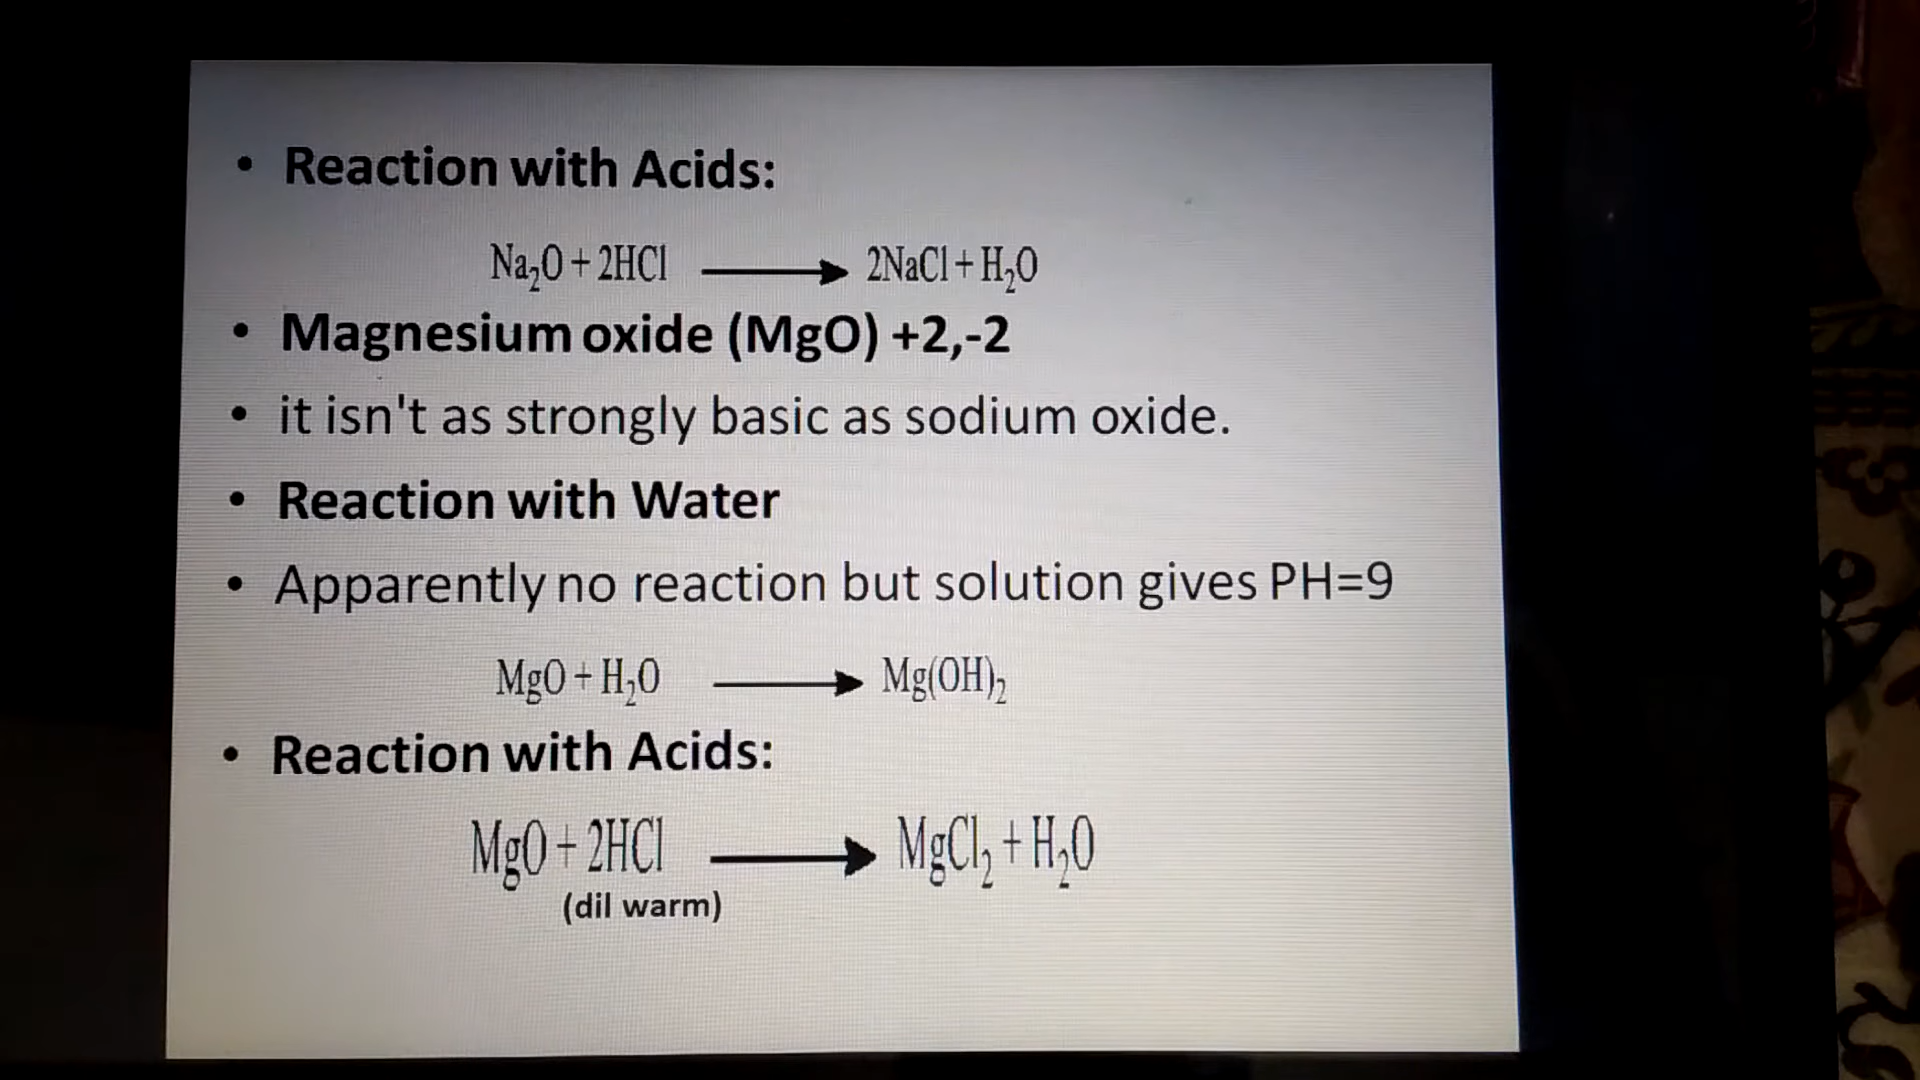 • Reaction with Acids:
Na₂O + 2HCl ⟶ 2NaCl + H₂O
• Magnesium oxide (MgO) +2,-2
• it isn't as strongly basic as sodium oxide.
• Reaction with Water
• Apparently no reaction but solution gives PH=9
MgO + H₂O ⟶ Mg(OH)₂
• Reaction with Acids:
MgO + 2HCl ⟶ MgCl₂ + H₂O
(dil warm)